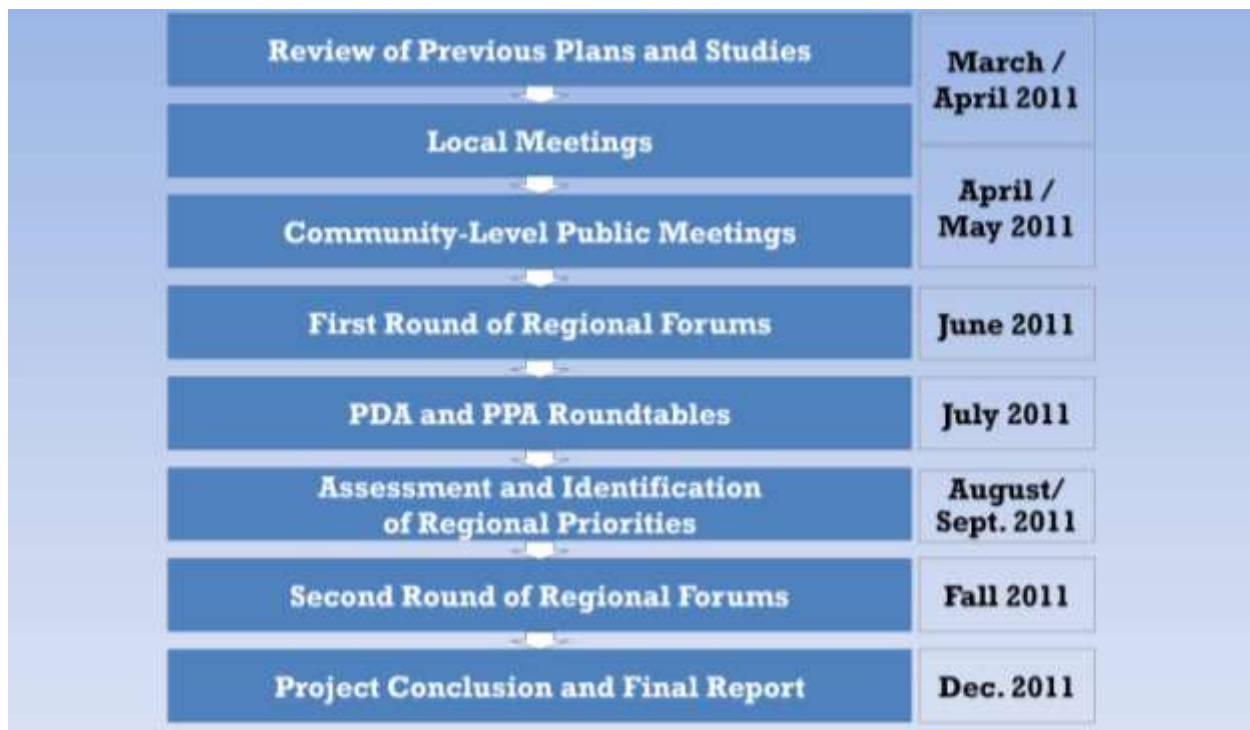 Review of Previous Plans and Studies
March /
April 2011
Local Meetings
Community-Level Public Meetings
April /
May 2011
First Round of Regional Forums
June 2011
PDA and PPA Roundtables
July 2011
Assessment and Identification
of Regional Priorities
August/
Sept. 2011
Second Round of Regional Forums
Fall 2011
Project Conclusion and Final Report
Dec. 2011